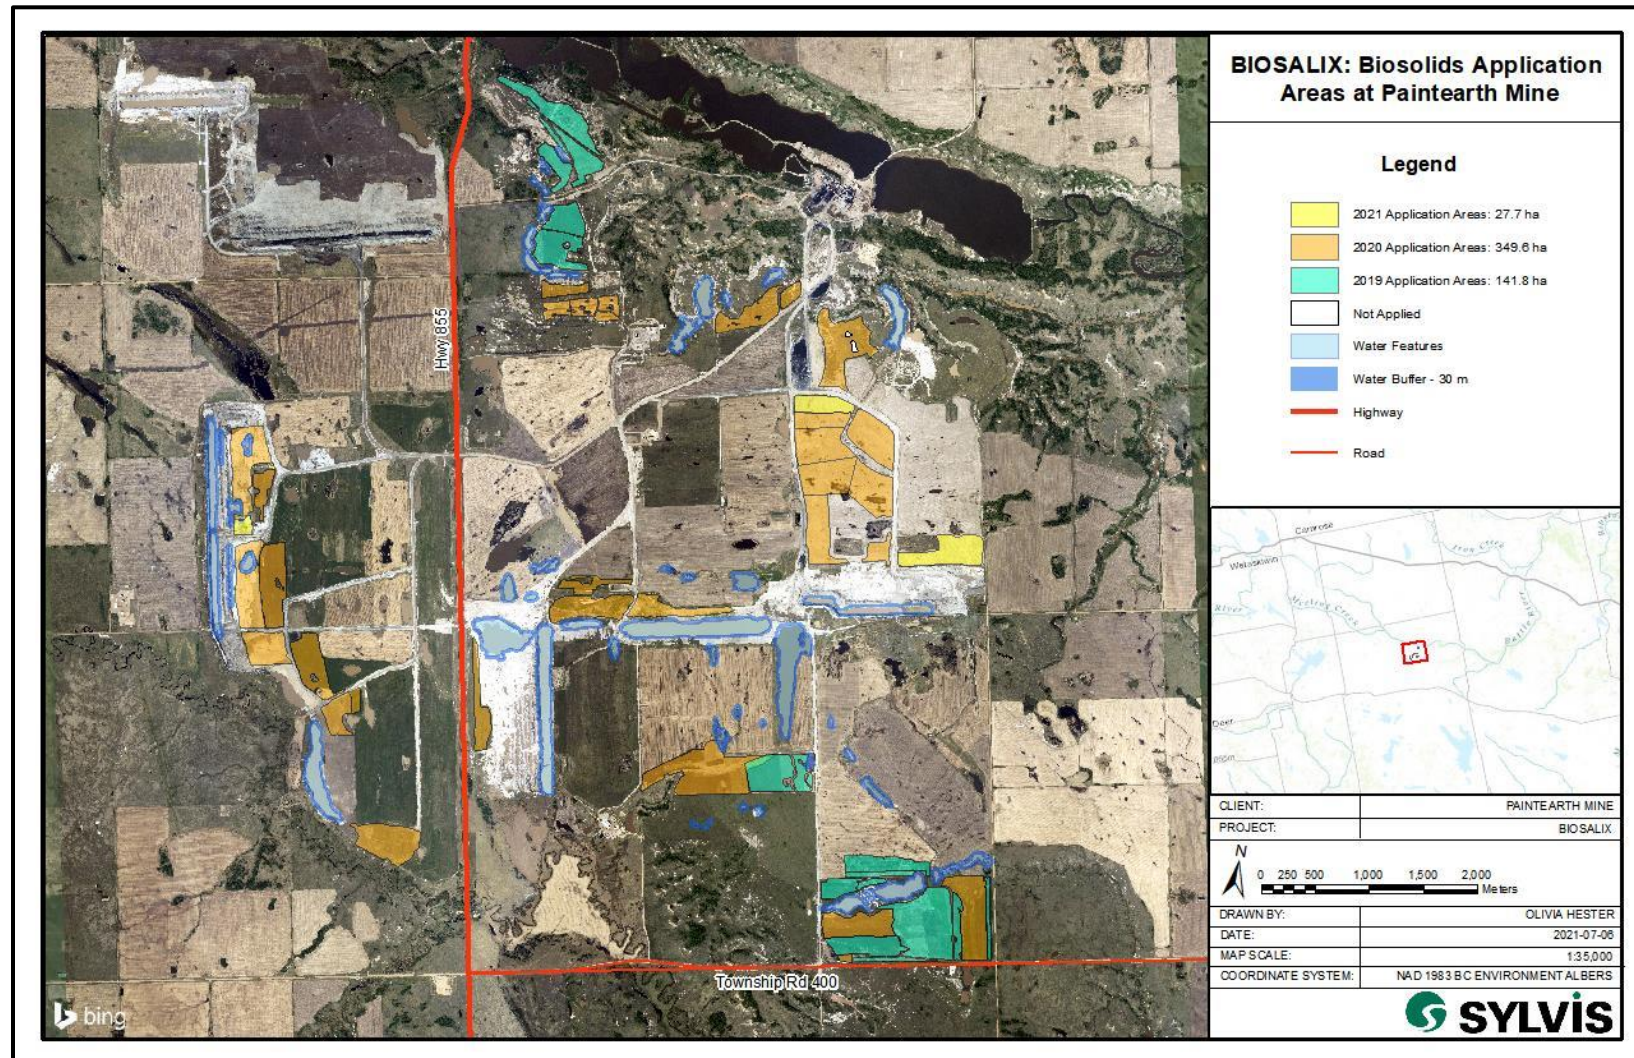 BIOSALIX: Biosolids Application
Areas at Paintearth Mine
Legend
2021 Application Areas: 27.7 ha
2020 Application Areas: 349.6 ha
2019 Application Areas: 141.8 ha
Not Applied
Water Features
Water Buffer - 30 m
Highway
Road
Hwy 855
Township Rd 400
bing
Camrose
Wetaskiwin
Iron Creek
River
Meeting Creek
Battle River
Deer
CLIENT: PAINTEARTH MINE
PROJECT: BIOSALIX
N
0 250 500 1,000 1,500 2,000
Meters
DRAWN BY: OLIVIA HESTER
DATE: 2021-07-06
MAP SCALE: 1:35,000
COORDINATE SYSTEM: NAD 1983 BC ENVIRONMENT ALBERS
SYLVIS